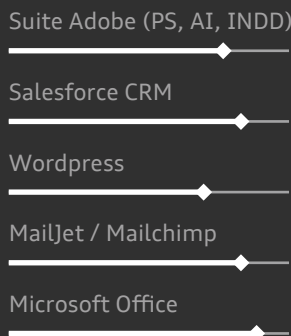 Suite Adobe (PS, AI, INDD)
Salesforce CRM
Wordpress
MailJet / Mailchimp
Microsoft Office